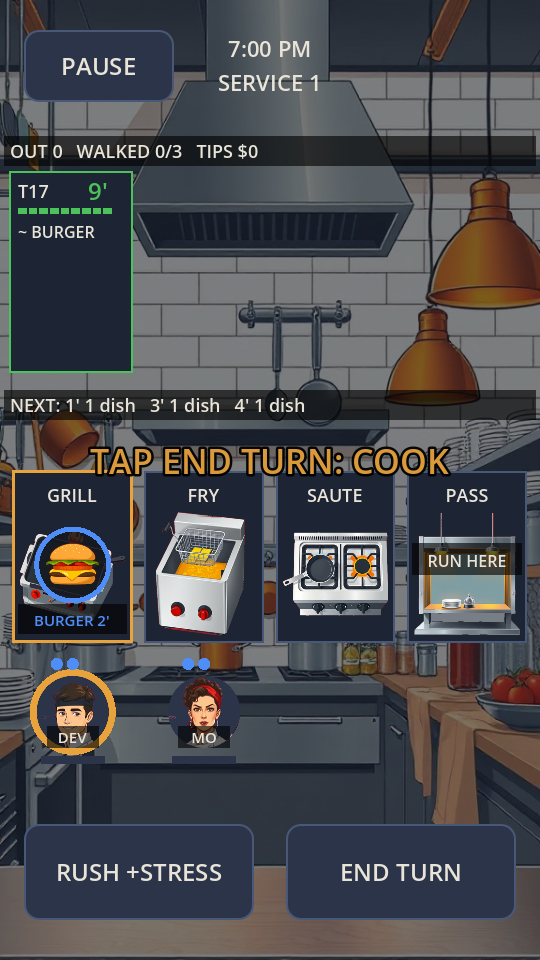 PAUSE
7:00 PM
SERVICE 1
OUT 0 WALKED 0/3 TIPS $0
T17 9'
~ BURGER
NEXT: 1' 1 dish 3' 1 dish 4' 1 dish
TAP END TURN: COOK
GRILL
FRY
SAUTE
PASS
RUN HERE
BURGER 2'
DEV
MO
RUSH +STRESS
END TURN